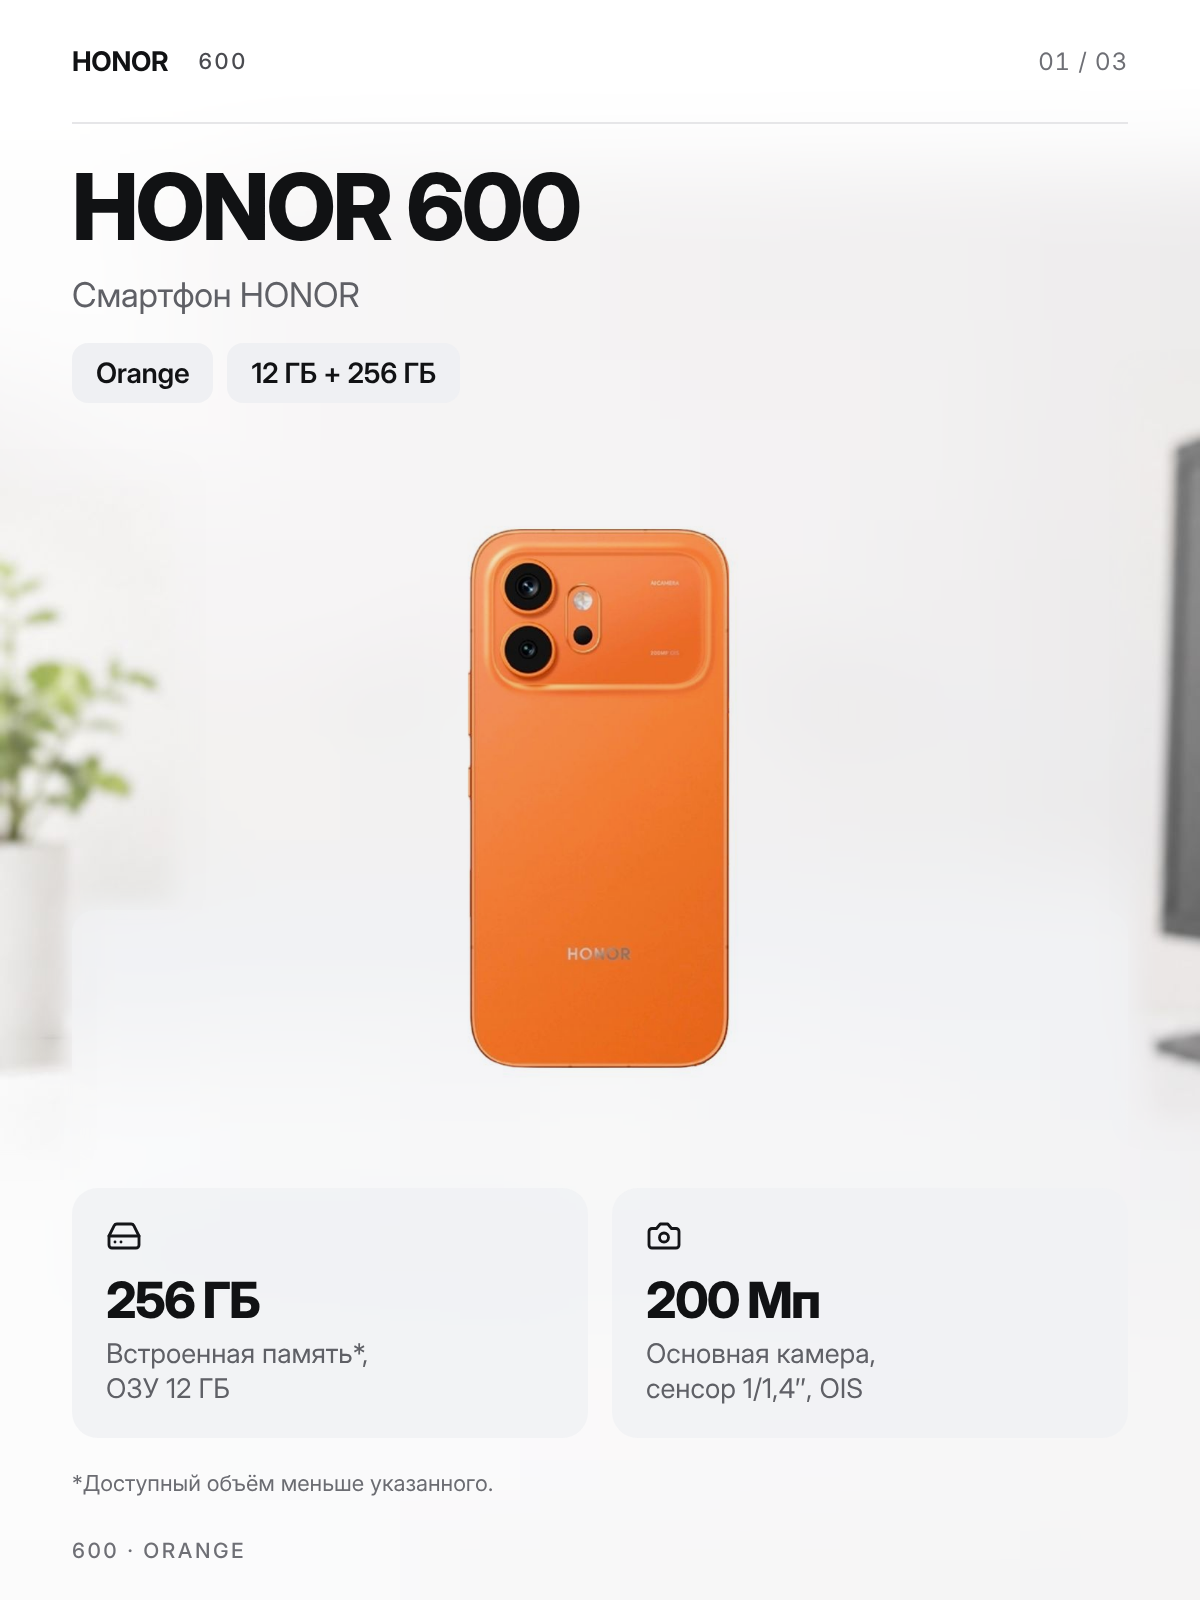 HONOR 600
01 / 03
HONOR 600
Смартфон HONOR
Orange
12 ГБ + 256 ГБ
HONOR
256 ГБ
Встроенная память*,
ОЗУ 12 ГБ
200 Мп
Основная камера,
сенсор 1/1,4″, OIS
*Доступный объём меньше указанного.
600 · ORANGE